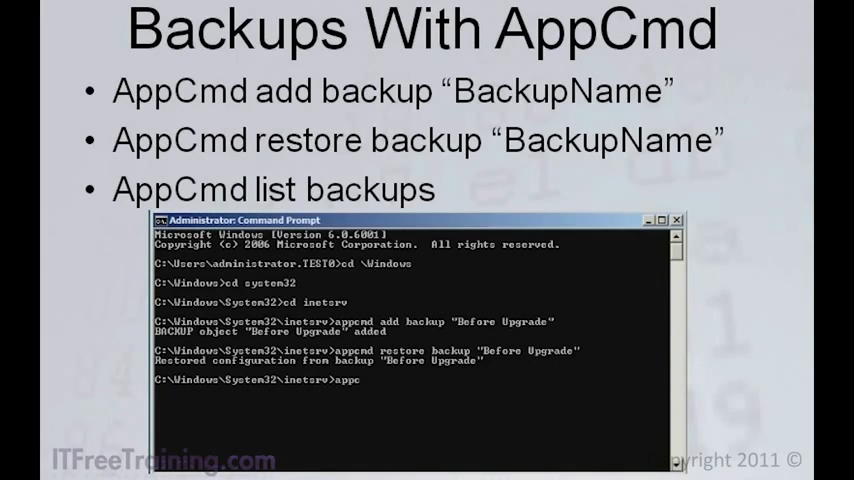 Backups With AppCmd
• AppCmd add backup “BackupName”
• AppCmd restore backup “BackupName”
• AppCmd list backups
Administrator: Command Prompt
Microsoft Windows [Version 6.0.6001]
Copyright (c) 2006 Microsoft Corporation. All rights reserved.
C:\Users\administrator.TEST0>cd \Windows
C:\Windows>cd system32
C:\Windows\System32>cd inetsrv
C:\Windows\System32\inetsrv>appcmd add backup "Before Upgrade"
BACKUP object "Before Upgrade" added
C:\Windows\System32\inetsrv>appcmd restore backup "Before Upgrade"
Restored configuration from backup "Before Upgrade"
C:\Windows\System32\inetsrv>appc
ITFreeTraining.com
opyright 2011 ©